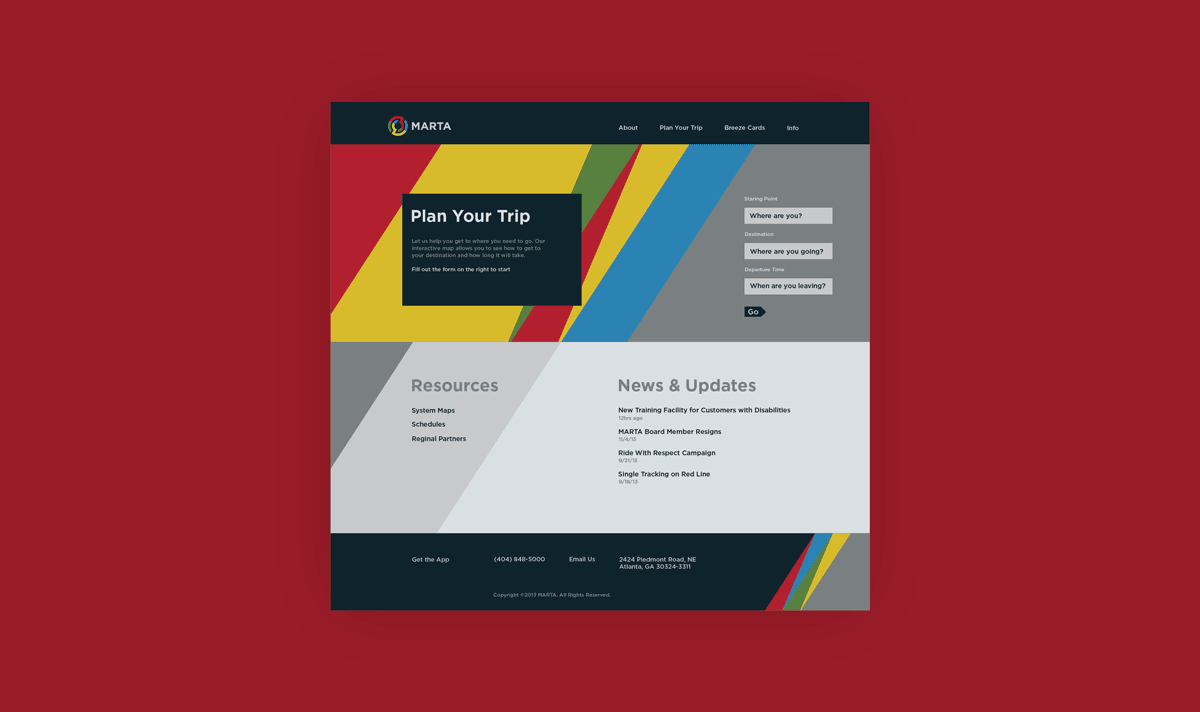 MARTA
About
Plan Your Trip
Breeze Cards
Info
Plan Your Trip
Let us help you get to where you need to go. Our
interactive map allows you to see how to get to
your destination and how long it will take.
Fill out the form on the right to start
Staring Point
Where are you?
Destination
Where are you going?
Departure Time
When are you leaving?
Go
Resources
System Maps
Schedules
Reginal Partners
News & Updates
New Training Facility for Customers with Disabilities
12hrs ago
MARTA Board Member Resigns
11/4/13
Ride With Respect Campaign
9/21/13
Single Tracking on Red Line
9/18/13
Get the App
(404) 848-5000
Email Us
2424 Piedmont Road, NE
Atlanta, GA 30324-3311
Copyright ©2013 MARTA. All Rights Reserved.